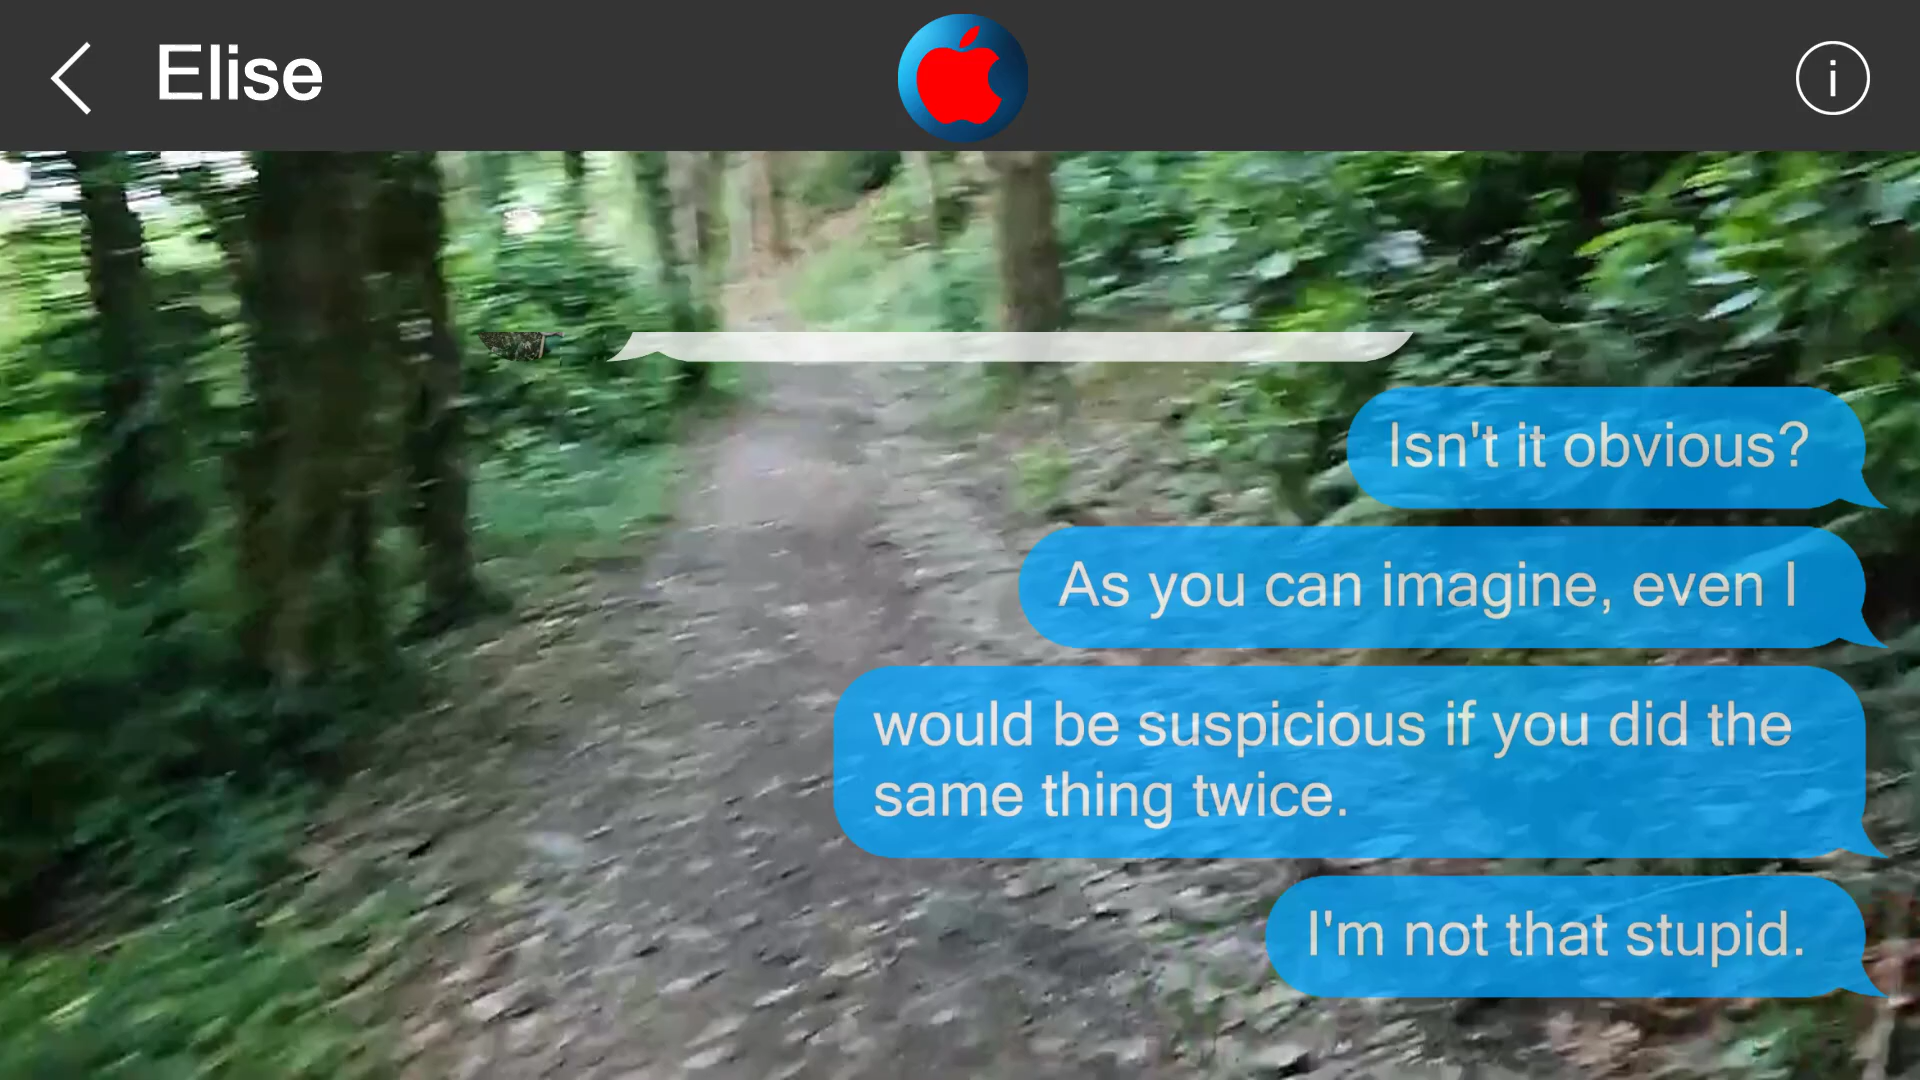 Elise
i
Isn't it obvious?
As you can imagine, even I
would be suspicious if you did the
same thing twice.
I'm not that stupid.